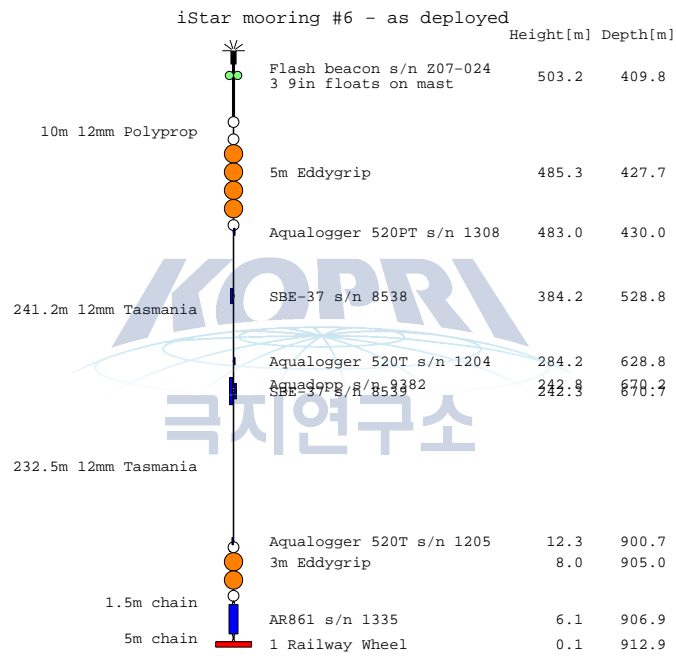 iStar mooring #6 - as deployed
Height[m] Depth[m]
Flash beacon s/n Z07-024
3 9in floats on mast 503.2 409.8
10m 12mm Polyprop
5m Eddygrip 485.3 427.7
Aqualogger 520PT s/n 1308 483.0 430.0
KOPRI
SBE-37 s/n 8538 384.2 528.8
241.2m 12mm Tasmania
Aqualogger 520T s/n 1204 284.2 628.8
Aquadopp s/n 9382 242.8 670.2
SBE-37 s/n 8539 242.3 670.7
극지연구소
232.5m 12mm Tasmania
Aqualogger 520T s/n 1205 12.3 900.7
3m Eddygrip 8.0 905.0
1.5m chain
AR861 s/n 1335 6.1 906.9
5m chain
1 Railway Wheel 0.1 912.9